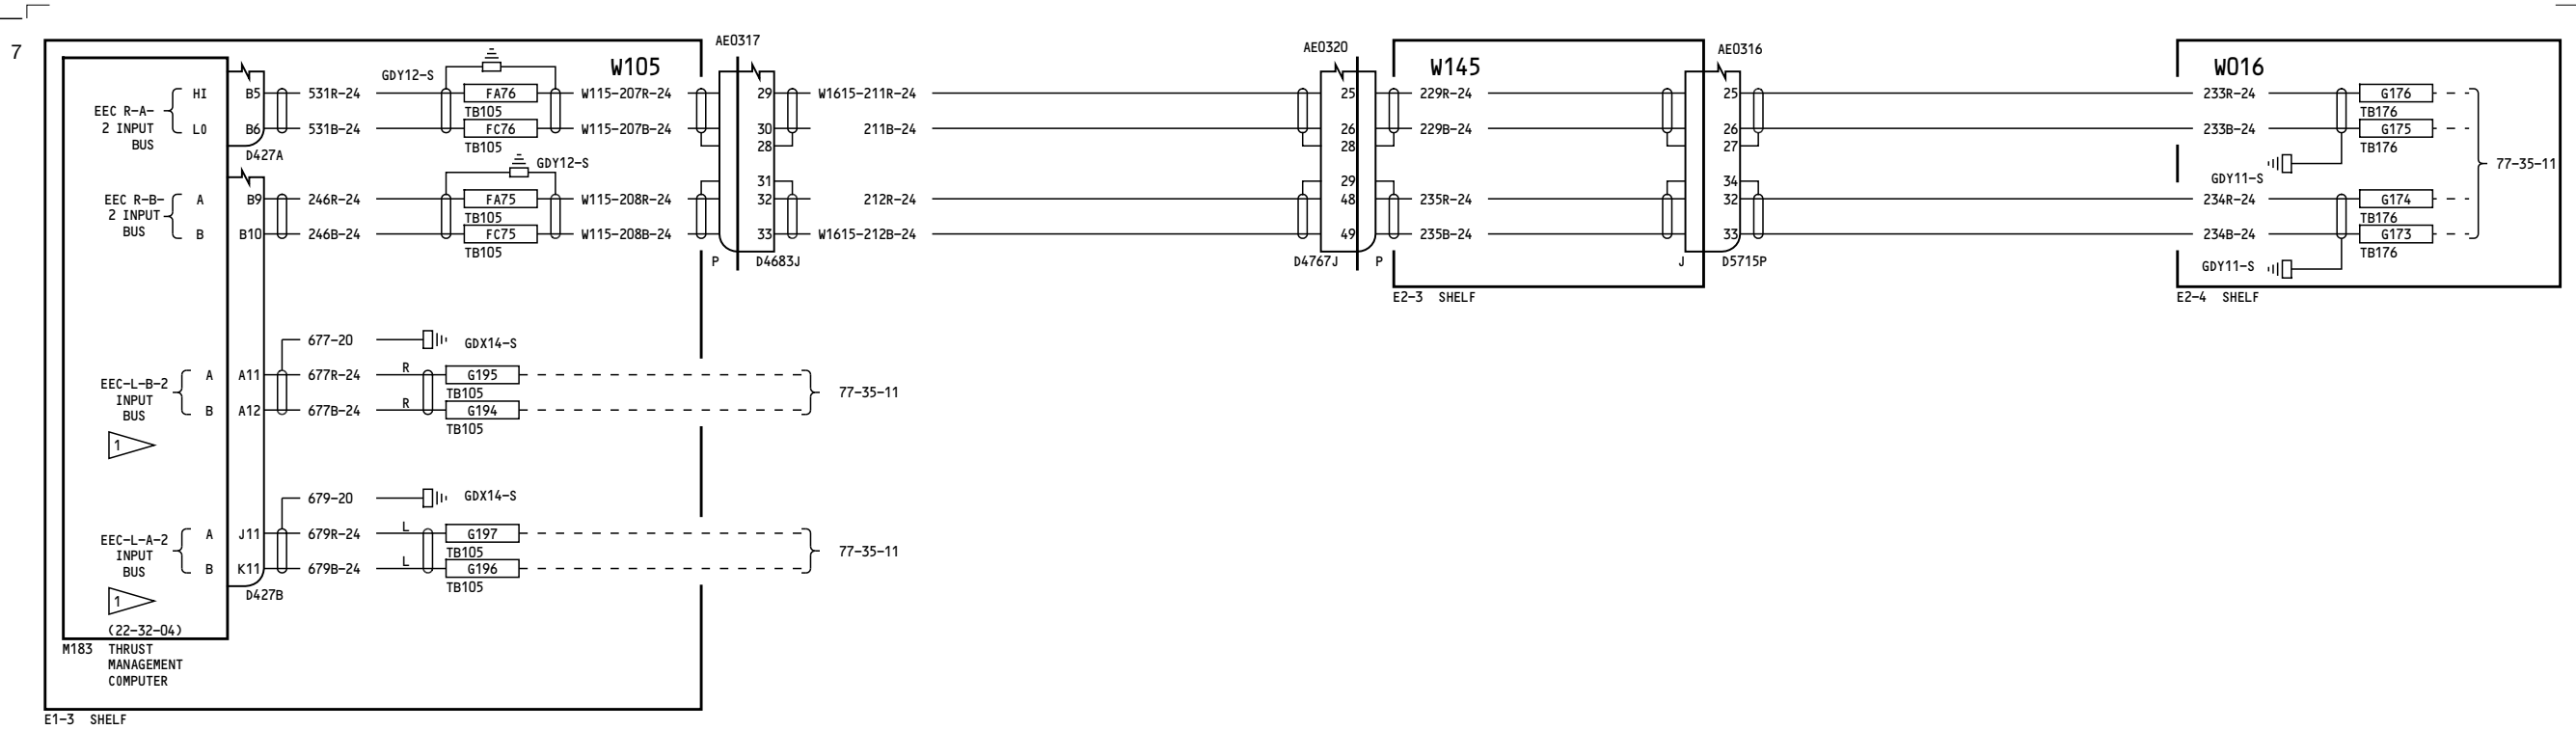 7
W105
AE0317
AE0320
W145
AE0316
W016
GDY12-S
EEC R-A-
2 INPUT
BUS
HI
LO
B5
531R-24
FA76
TB105
W115-207R-24
29
W1615-211R-24
25
229R-24
25
233R-24
G176
TB176
B6
531B-24
FC76
TB105
W115-207B-24
30
211B-24
26
229B-24
26
233B-24
G175
TB176
28
28
27
D427A
GDY12-S
GDY11-S
77-35-11
31
29
34
EEC R-B-
2 INPUT
BUS
A
B
B9
246R-24
FA75
TB105
W115-208R-24
32
212R-24
48
235R-24
32
234R-24
G174
TB176
B10
246B-24
FC75
TB105
W115-208B-24
33
W1615-212B-24
49
235B-24
33
234B-24
G173
TB176
P
D4683J
D4767J
P
J
D5715P
GDY11-S
E2-3 SHELF
E2-4 SHELF
677-20
GDX14-S
EEC-L-B-2
INPUT
BUS
A
B
A11
677R-24
R
G195
TB105
A12
677B-24
R
G194
TB105
77-35-11
1
679-20
GDX14-S
EEC-L-A-2
INPUT
BUS
A
B
J11
679R-24
L
G197
TB105
K11
679B-24
L
G196
TB105
77-35-11
D427B
1
(22-32-04)
M183 THRUST
MANAGEMENT
COMPUTER
E1-3 SHELF